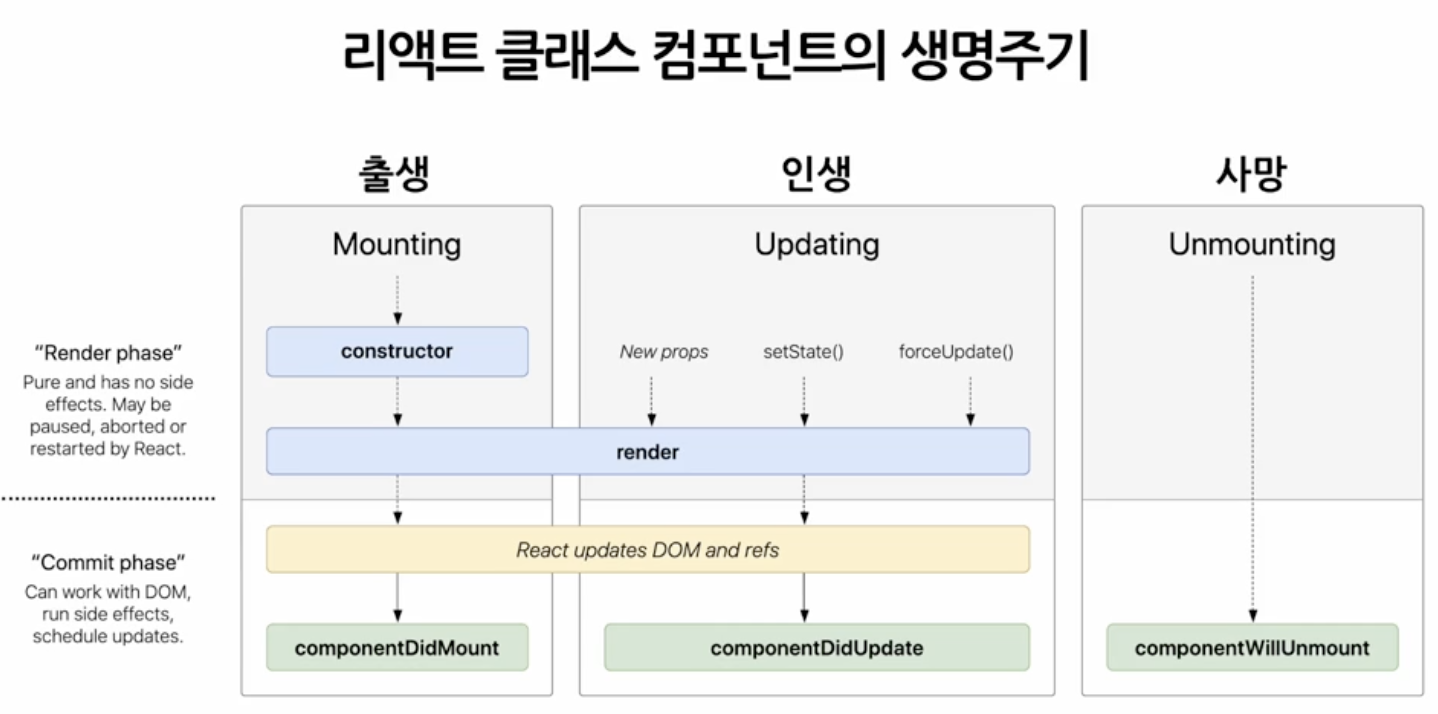 리액트 클래스 컴포넌트의 생명주기
출생
인생
사망
Mounting
Updating
Unmounting
"Render phase"
Pure and has no side
effects. May be
paused, aborted or
restarted by React.
constructor
New props
setState()
forceUpdate()
render
"Commit phase"
Can work with DOM,
run side effects,
schedule updates.
React updates DOM and refs
componentDidMount
componentDidUpdate
componentWillUnmount